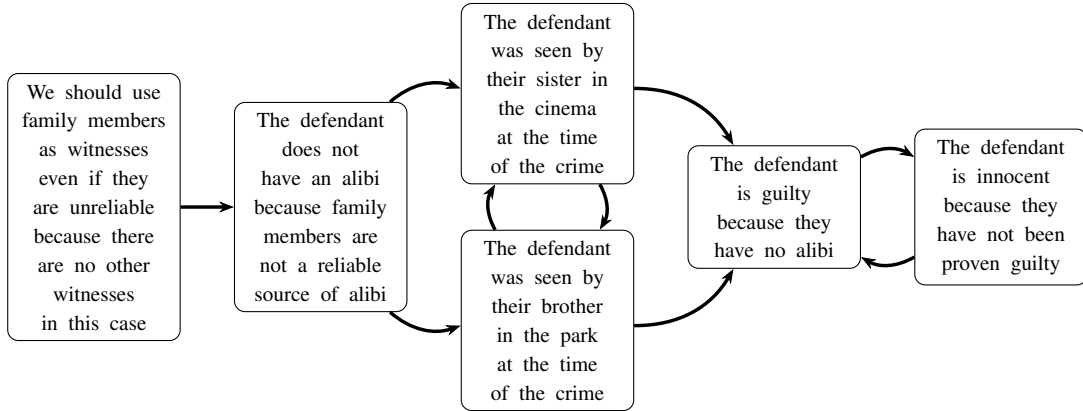 We should use
family members
as witnesses
even if they
are unreliable
because there
are no other
witnesses
in this case
The defendant
does not
have an alibi
because family
members are
not a reliable
source of alibi
The defendant
was seen by
their sister in
the cinema
at the time
of the crime
The defendant
was seen by
their brother
in the park
at the time
of the crime
The defendant
is guilty
because they
have no alibi
The defendant
is innocent
because they
have not been
proven guilty